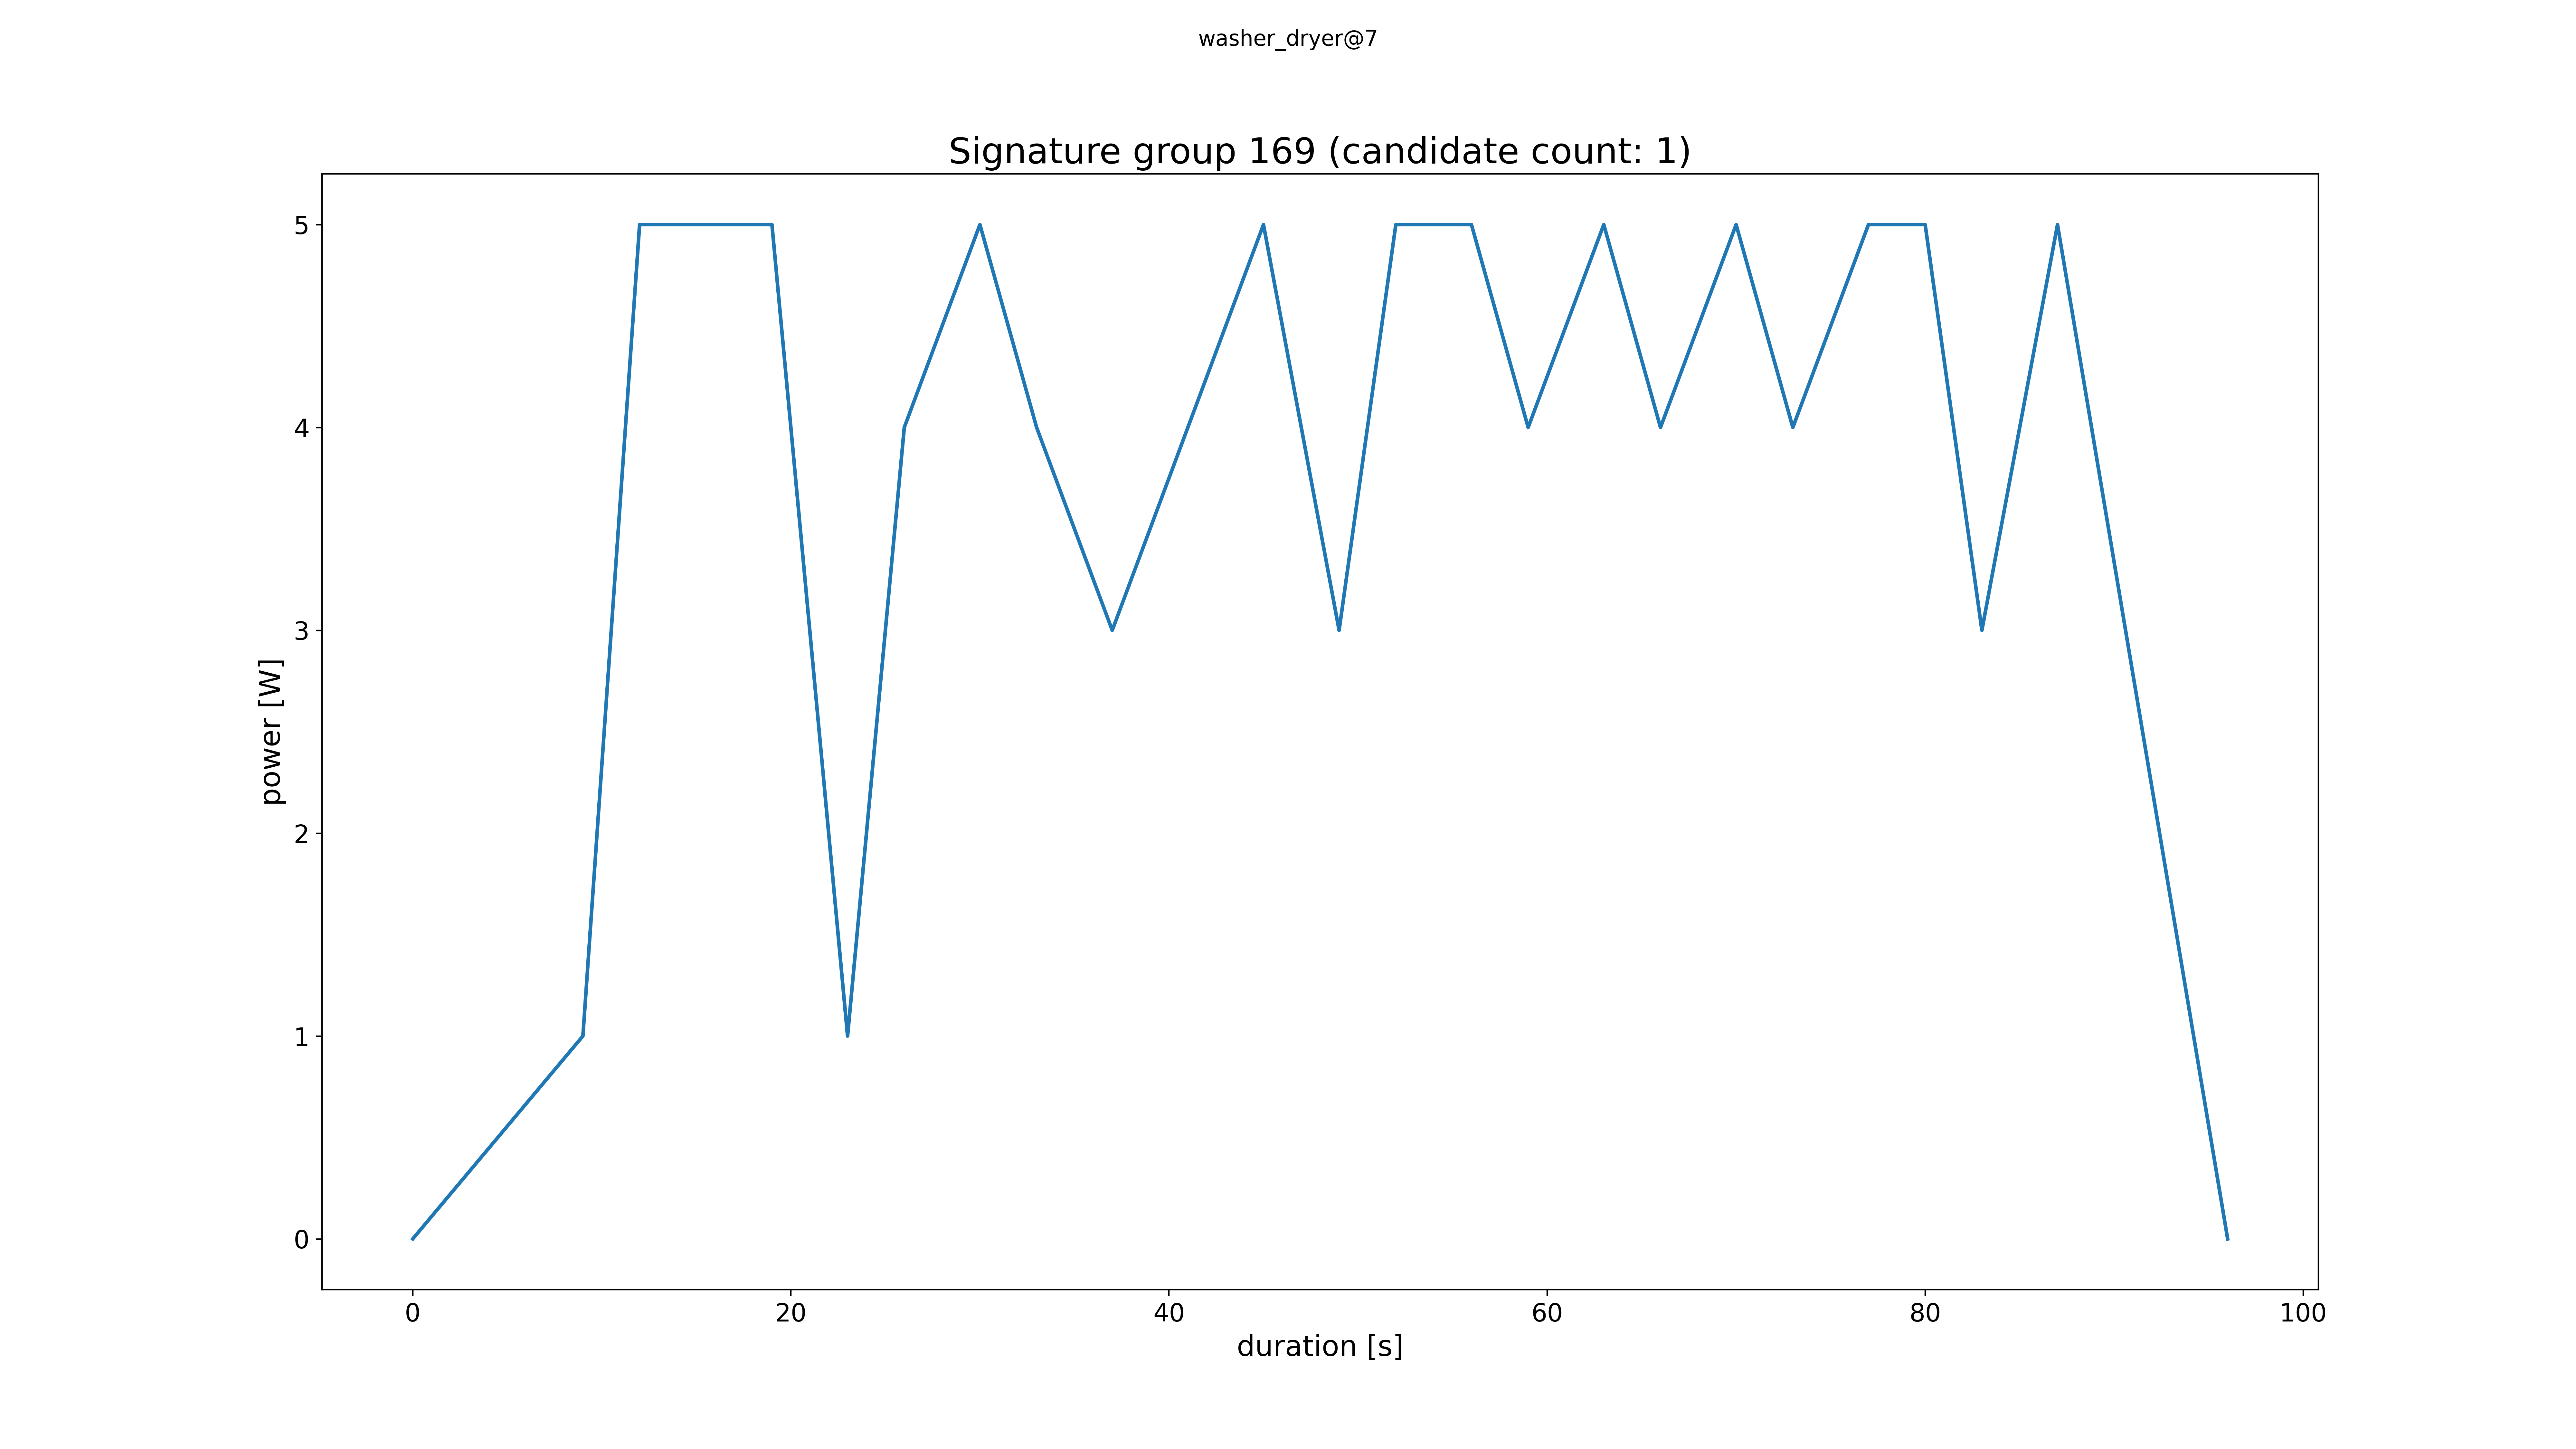 washer_dryer@7
Signature group 169 (candidate count: 1)
5
4
3
2
1
0
power [W]
0 20 40 60 80 100
duration [s]